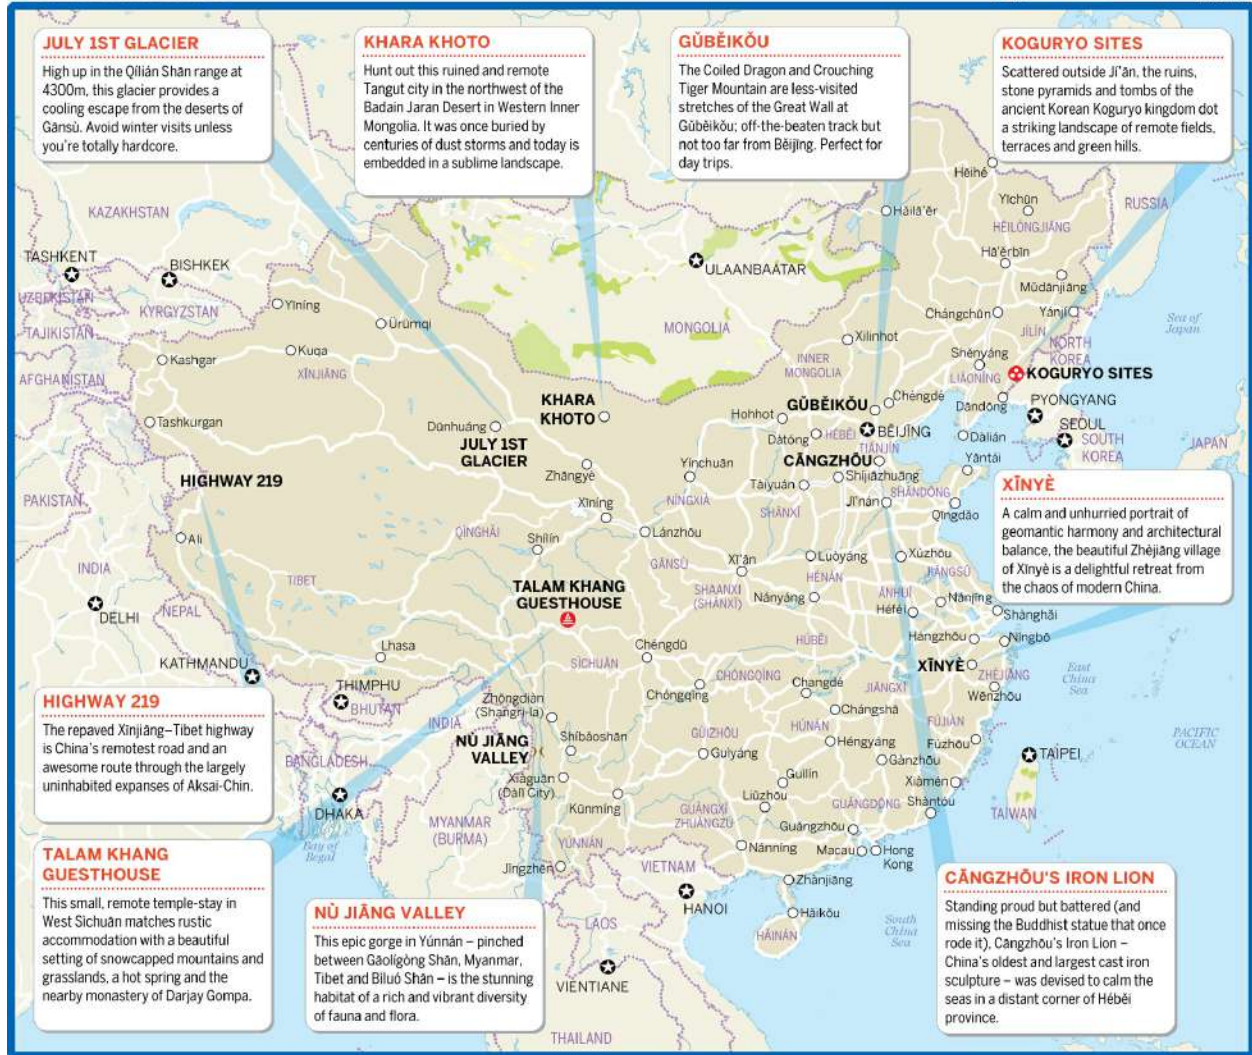 JULY 1ST GLACIER
High up in the Qílián Shān range at
4300m, this glacier provides a
cooling escape from the deserts of
Gānsù. Avoid winter visits unless
you're totally hardcore.
KHARA KHOTO
Hunt out this ruined and remote
Tangut city in the northwest of the
Badain Jaran Desert in Western Inner
Mongolia. It was once buried by
centuries of dust storms and today is
embedded in a sublime landscape.
GǓBĚIKǑU
The Coiled Dragon and Crouching
Tiger Mountain are less-visited
stretches of the Great Wall at
Gǔběikǒu; off-the-beaten track but
not too far from Běijīng. Perfect for
day trips.
KOGURYO SITES
Scattered outside Jí'ān, the ruins,
stone pyramids and tombs of the
ancient Korean Koguryo kingdom dot
a striking landscape of remote fields,
terraces and green hills.
Hēihé
KAZAKHSTAN
Hǎilā'ěr
Yīchūn
RUSSIA
HĒILÓNGJIĀNG
TASHKENT
BISHKEK
ULAANBAATAR
Hā'ěrbīn
Mǔdānjiāng
UZBEKISTAN
KYRGYZSTAN
Yīníng
Ürümqi
MONGOLIA
Chángchūn
Yánjí
Sea of
Japan
TAJIKISTAN
Xilinhot
JÍLÍN
NORTH
KOREA
Kashgar
Kuqa
XĪNJIĀNG
INNER
MONGOLIA
Shěnyáng
AFGHANISTAN
LIÁONÍNG
KOGURYO SITES
KHARA
KHOTO
Hohhot
GǓBĚIKǑU
Chéngdé
Dāndōng
PYONGYANG
Tashkurgan
Dūnhuáng
JULY 1ST
GLACIER
Dàtóng
HÉBĚI
BĚIJĪNG
TIĀNJĪN
Dàlián
SEOUL
SOUTH
KOREA
JAPAN
Zhāngyè
Yínchuān
CĀNGZHŌU
Yāntái
HIGHWAY 219
Tàiyuán
Shíjiāzhuāng
PAKISTAN
Xīníng
NÍNGXIÀ
SHĀNXĪ
Jǐ'nán
SHĀNDŌNG
Qīngdǎo
XĪNYÈ
A calm and unhurried portrait of
geomantic harmony and architectural
balance, the beautiful Zhèjiāng village
of Xīnyè is a delightful retreat from
the chaos of modern China.
Ali
QĪNGHǍI
Shílín
Lánzhōu
INDIA
TIBET
GĀNSÙ
Xī'ān
Luòyáng
Xúzhōu
HÉNÁN
JIĀNGSŪ
TALAM KHANG
GUESTHOUSE
SHAANXI
(SHǍNXĪ)
Nányáng
ĀNHUĪ
Héféi
Nánjīng
Shànghǎi
DELHI
NEPAL
Lhasa
Chéngdū
HÚBĚI
Hángzhōu
Níngbō
KATHMANDU
SÌCHUĀN
XĪNYÈ
ZHÈJIĀNG
East
China
Sea
THIMPHU
BHUTAN
CHÓNGQÌNG
Chóngqìng
Chángdé
JIĀNGXĪ
Wēnzhōu
HIGHWAY 219
The repaved Xīnjiāng–Tibet highway
is China's remotest road and an
awesome route through the largely
uninhabited expanses of Aksai-Chin.
INDIA
Zhōngdiàn
(Shangri-la)
Chángshā
HÚNÁN
FÚJIÀN
NÙ JIĀNG
VALLEY
Shíbǎoshān
GÙIZHŌU
Gùiyáng
Héngyáng
Gànzhōu
Fúzhōu
PACIFIC
OCEAN
BANGLADESH
TAIPEI
Xiàguān
(Dàlǐ City)
Guìlín
Xiàmén
DHAKA
Kūnmíng
Liǔzhōu
GUǍNGDŌNG
Shàntóu
TAIWAN
MYANMAR
(BURMA)
GUǍNGXĪ
ZHUÀNGZÚ
Guǎngzhōu
Bay of
Begal
YÚNNÁN
Nánníng
Macau
Hong
Kong
TALAM KHANG
GUESTHOUSE
This small, remote temple-stay in
West Sìchuān matches rustic
accommodation with a beautiful
setting of snowcapped mountains and
grasslands, a hot spring and the
nearby monastery of Darjay Gompa.
Jǐngzhēn
VIETNAM
Zhànjiāng
HANOI
Hǎikǒu
HǍINÁN
South
China
Sea
LAOS
VIENTIANE
THAILAND
NÙ JIĀNG VALLEY
This epic gorge in Yúnnán – pinched
between Gāolígòng Shān, Myanmar,
Tibet and Bìluó Shān – is the stunning
habitat of a rich and vibrant diversity
of fauna and flora.
CĀNGZHŌU'S IRON LION
Standing proud but battered (and
missing the Buddhist statue that once
rode it), Cāngzhōu's Iron Lion –
China's oldest and largest cast iron
sculpture – was devised to calm the
seas in a distant corner of Héběi
province.